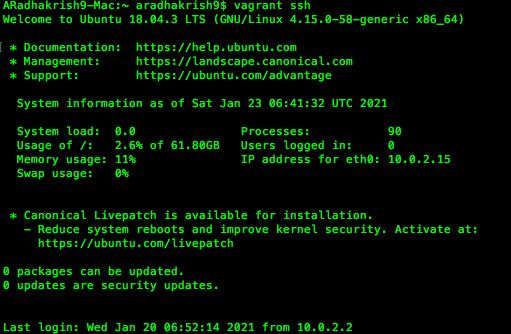 ARadhakrish9-Mac:~ aradhakrish9$ vagrant ssh
Welcome to Ubuntu 18.04.3 LTS (GNU/Linux 4.15.0-58-generic x86_64)
* Documentation:  https://help.ubuntu.com
* Management:     https://landscape.canonical.com
* Support:        https://ubuntu.com/advantage
System information as of Sat Jan 23 06:41:32 UTC 2021
System load:  0.0               Processes:           90
Usage of /:   2.6% of 61.80GB   Users logged in:     0
Memory usage: 11%               IP address for eth0: 10.0.2.15
Swap usage:   0%
* Canonical Livepatch is available for installation.
- Reduce system reboots and improve kernel security. Activate at:
https://ubuntu.com/livepatch
0 packages can be updated.
0 updates are security updates.
Last login: Wed Jan 20 06:52:14 2021 from 10.0.2.2